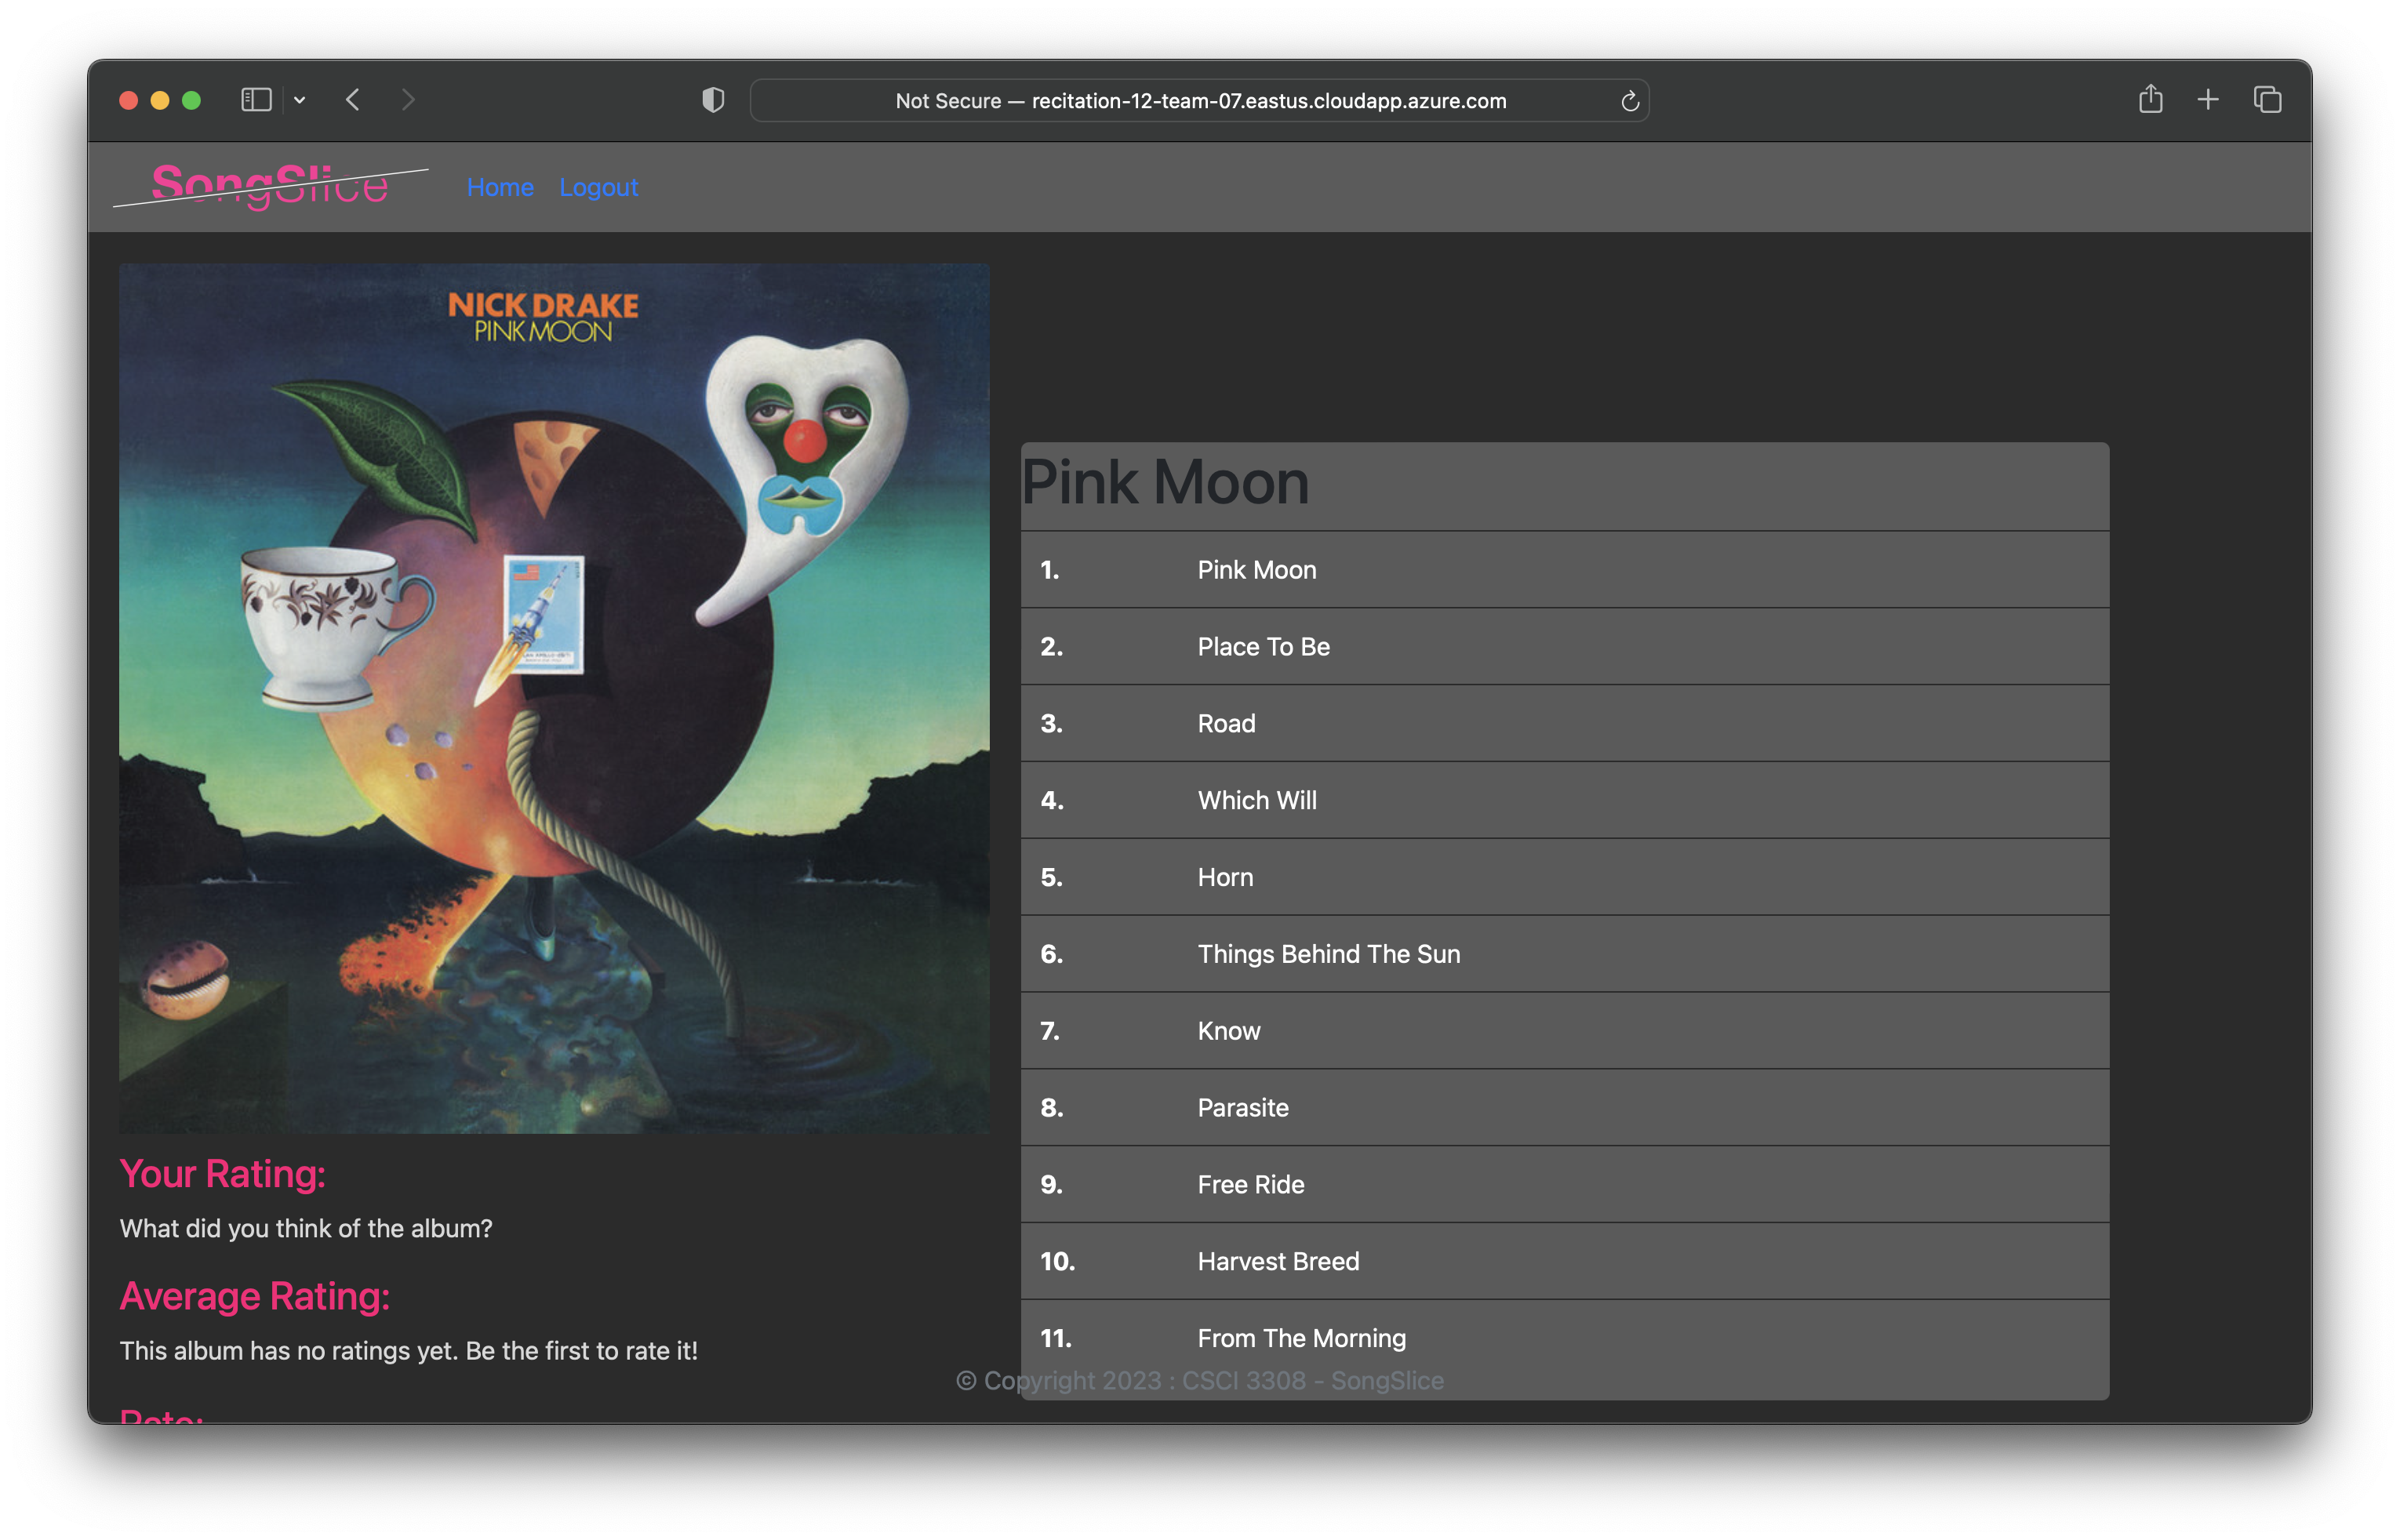 Not Secure — recitation-12-team-07.eastus.cloudapp.azure.com
SongSlice
Home Logout
NICK DRAKE
PINK MOON
Pink Moon
1. Pink Moon
2. Place To Be
3. Road
4. Which Will
5. Horn
6. Things Behind The Sun
7. Know
8. Parasite
9. Free Ride
10. Harvest Breed
11. From The Morning
Your Rating:
What did you think of the album?
Average Rating:
This album has no ratings yet. Be the first to rate it!
© Copyright 2023 : CSCI 3308 - SongSlice
Rate: